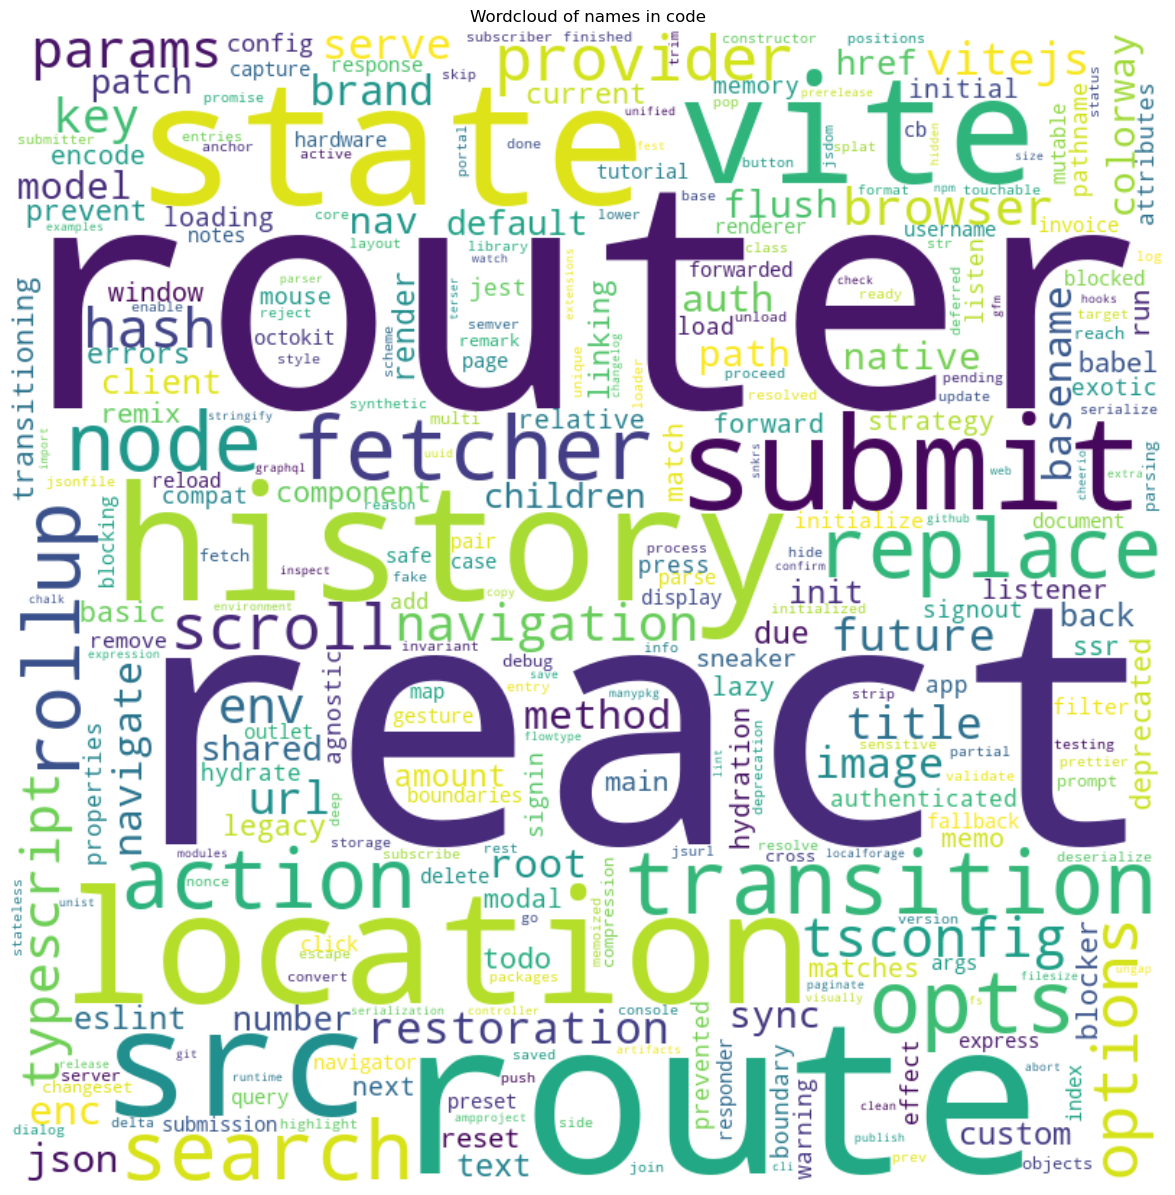 Wordcloud of names in code
params
config
serve
subscriber
finished
trim
constructor
positions
provider
href
vitejs
patch
capture
response
skip
brand
current
memory
pop
prerelease
initial
status
colorway
attributes
key
promise
state
unified
vite
cb
pathname
mutable
submitter
entries
anchor
hardware
active
portal
done
fest
button
jsdom
splat
hidden
size
encode
tutorial
model
prevent
loading
core
nav
default
lower
base
flush
format
npm
touchable
browser
examples
notes
layout
library
watch
renderer
class
username
str
listen
invoice
log
router
transitioning
window
enable
hash
parser
mouse
reject
octokit
style
scheme
render
terser
jest
semver
remark
page
extensions
unique
linking
changelog
loader
forwarded
auth
load
unload
path
proceed
resolved
check
ready
native
pending
update
deferred
gfm
blocked
hooks
target
reach
run
basename
babel
exotic
serialize
errors
client
remix
stringify
synthetic
multi
relative
forward
strategy
import
node
fetcher
uuid
match
submit
snkrs
web
cheerio
extra
parsing
jsonfile
reload
graphql
compat
component
reason
children
history
initialize
github
document
rollup
blocking
fetch
inspect
safe
fake
pair
case
process
press
parse
display
hide
confirm
replace
chalk
basic
environment
add
copy
initialized
init
listener
signout
back
remove
expression
scroll
invariant
navigation
debug
info
save
due
sneaker
future
ssr
react
navigate
properties
env
outlet
shared
hydrate
url
legacy
agnostic
deep
map
gesture
entry
manypkg
method
flowtype
amount
boundaries
signin
main
lint
lazy
hydration
deprecation
strip
app
title
sensitive
partial
image
validate
authenticated
fallback
memo
filter
testing
prettier
prompt
deprecated
typescript
modules
storage
subscribe
rest
jsurl
resolve
cross
localforage
deserialize
action
nonce
delete
root
modal
memoized
compression
transition
stateless
unist
location
click
escape
convert
go
todo
packages
version
tsconfig
matches
args
paginate
visually
fs
filesize
ungap
blocker
options
eslint
number
serialization
controller
console
restoration
sync
opts
release
server
changeset
git
src
runtime
query
navigator
next
saved
push
artifacts
prevented
responder
boundary
warning
effect
express
abort
index
enc
dialog
delta
submission
highlight
preset
ampproject
side
route
clean
publish
prev
custom
json
search
reset
text
join
cli
objects